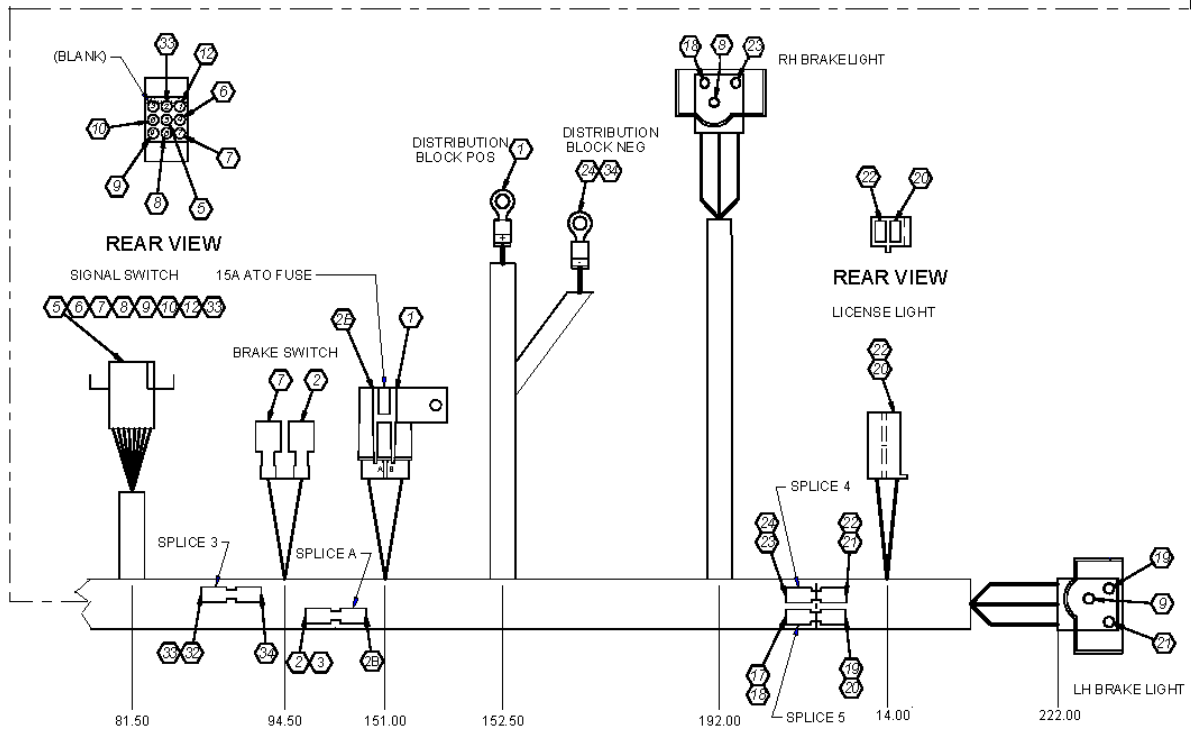 (BLANK)
33
12
6
10
7
9
8
5
REAR VIEW
SIGNAL SWITCH
5 6 7 8 9 10 12 33
15A ATO FUSE
2B
1
BRAKE SWITCH
7
2
A B
DISTRIBUTION
BLOCK POS
1
+
DISTRIBUTION
BLOCK NEG
24 34
-
18
8
23
RH BRAKELIGHT
22
20
REAR VIEW
LICENSE LIGHT
22
20
SPLICE 3
33 32
34
SPLICE A
2 3
2B
SPLICE 4
24
23
22
21
17
18
19
20
SPLICE 5
19
9
21
LH BRAKE LIGHT
81.50
94.50
151.00
152.50
192.00
14.00
222.00